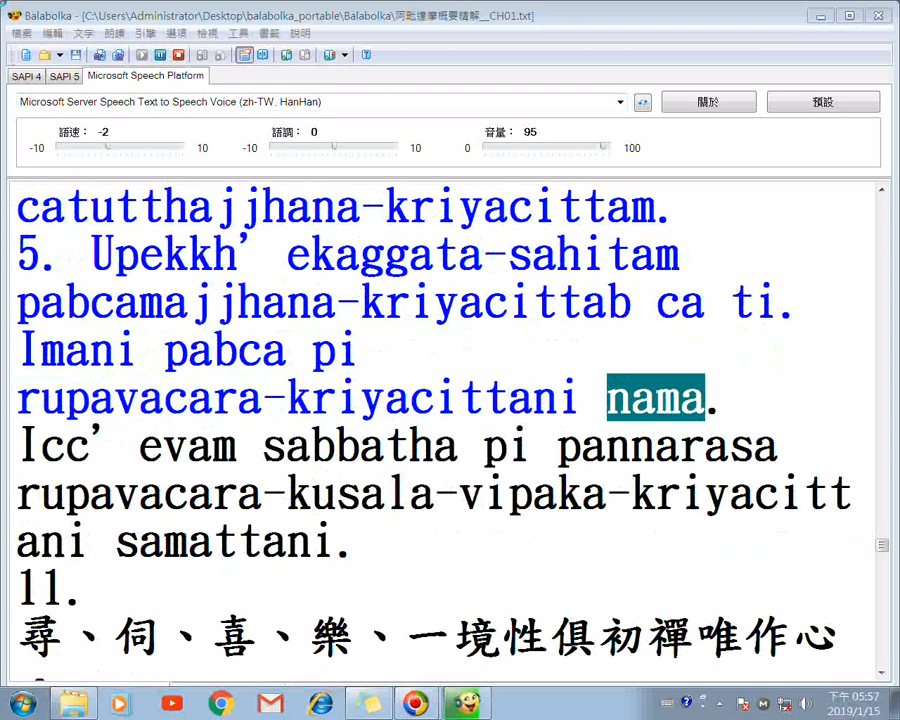 Balabolka - [C:\Users\Administrator\Desktop\balabolka_portable\Balabolka\阿毗達摩概要精解__CH01.txt]
檔案 編輯 文字 朗讀 引擎 選項 檢視 工具 書籤 說明
SAPI 4 SAPI 5 Microsoft Speech Platform
Microsoft Server Speech Text to Speech Voice (zh-TW, HanHan) 關於 預設
語速： -2 語調： 0 音量： 95
-10 10 -10 10 0 100
catutthajjhana-kriyacittam.
5. Upekkh’ ekaggata-sahitam
pabcamajjhana-kriyacittab ca ti.
Imani pabca pi
rupavacara-kriyacittani nama.
Icc’ evam sabbatha pi pannarasa
rupavacara-kusala-vipaka-kriyacitt
ani samattani.
11.
尋、伺、喜、樂、一境性俱初禪唯作心
。
下午 05:57
2019/1/15